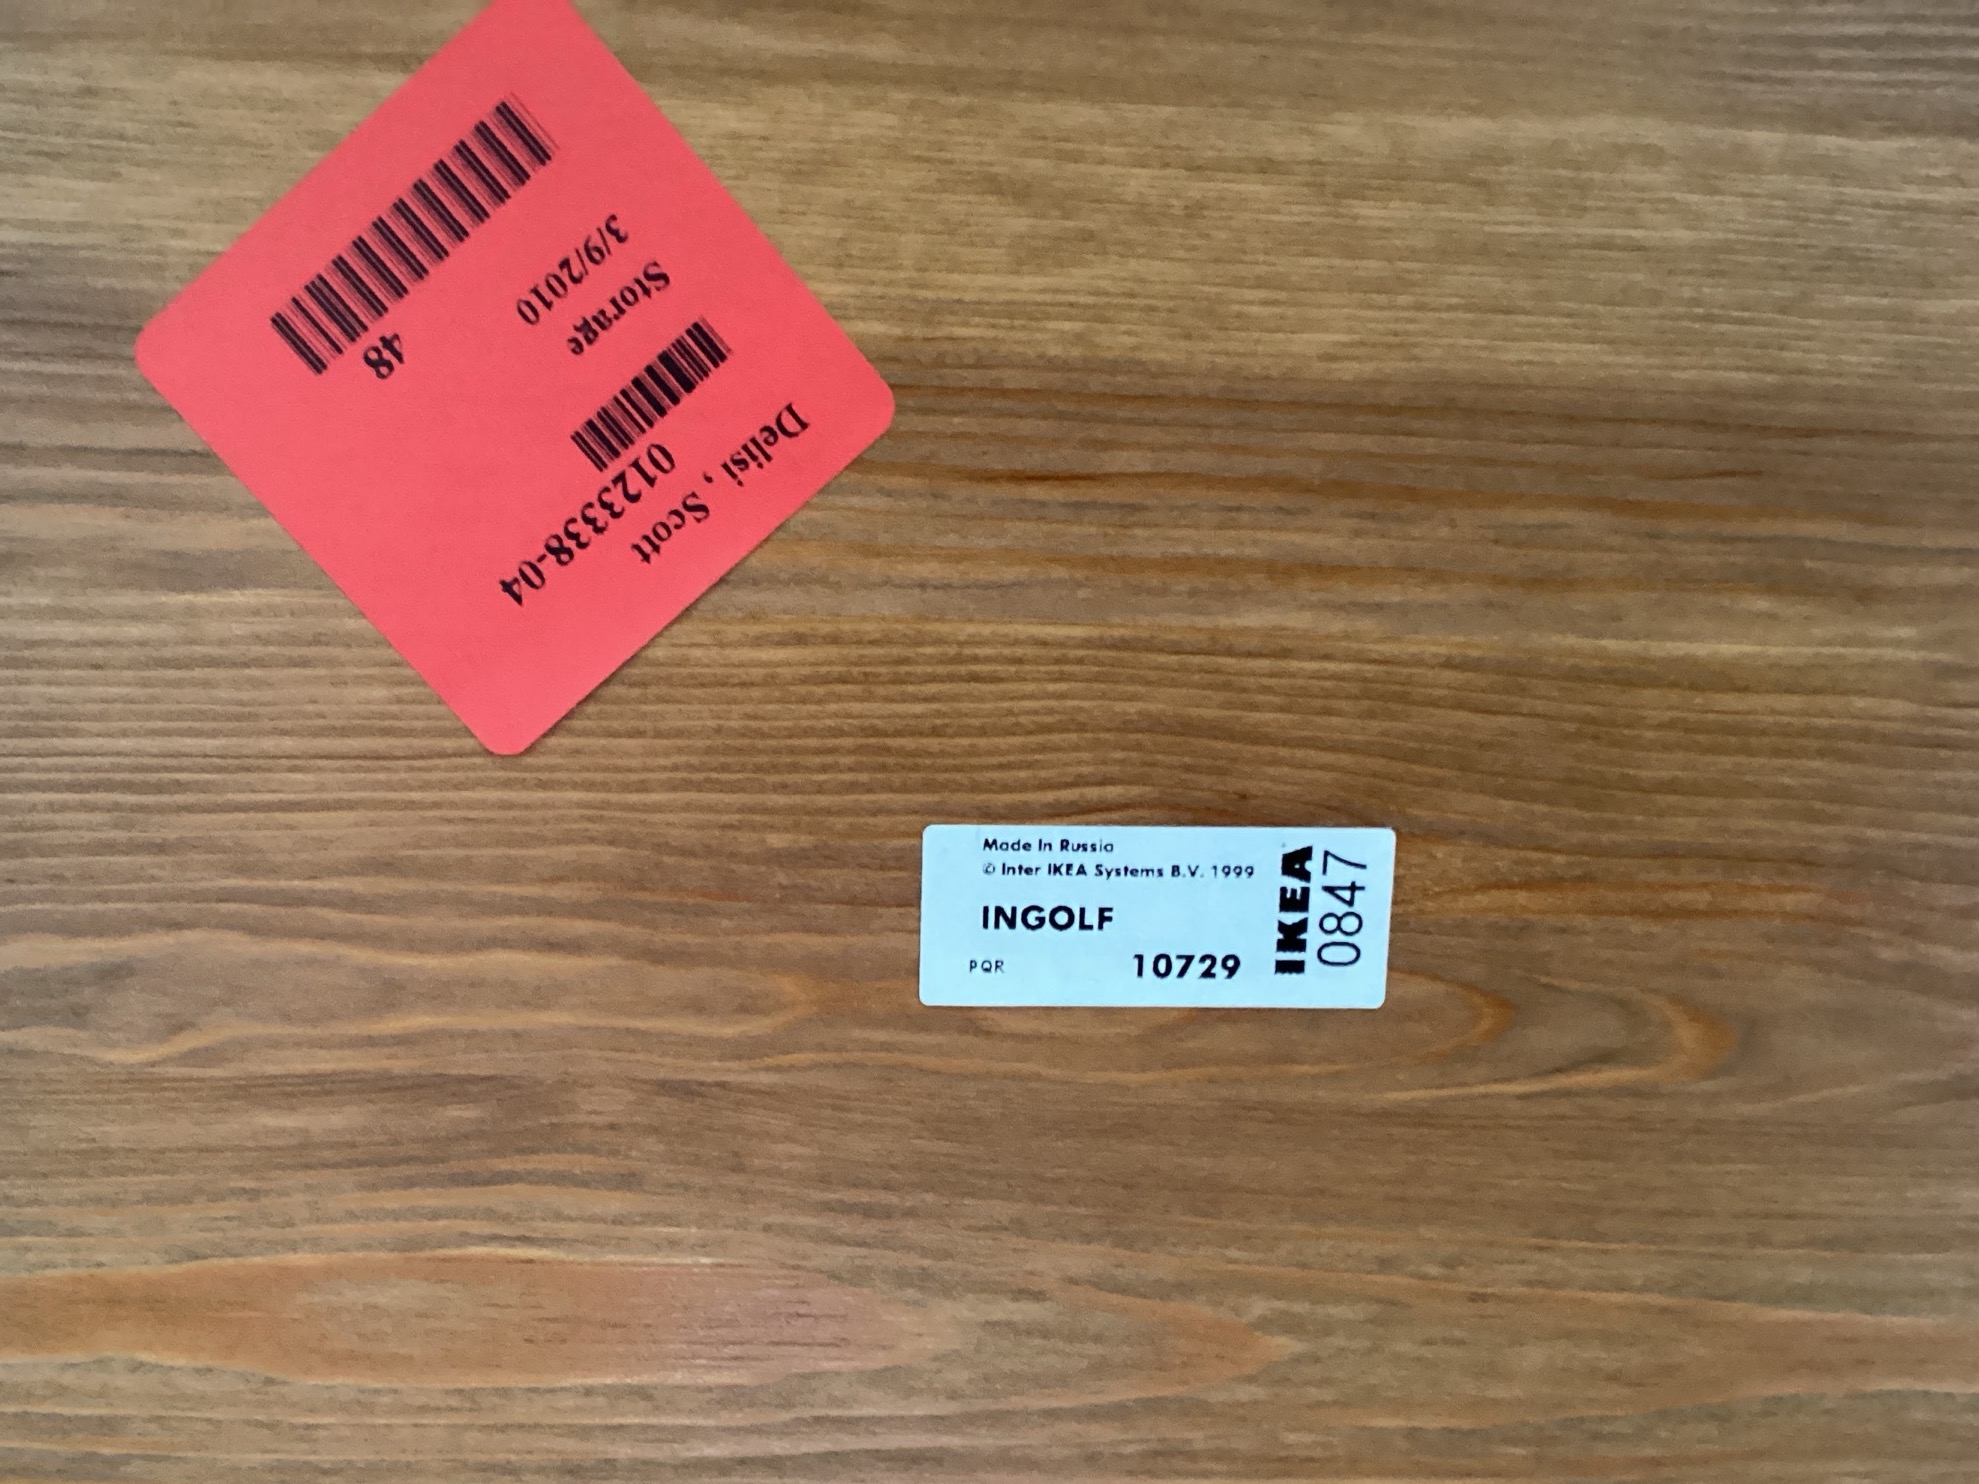 Delisi , Scott
0123338-04
Storage
3/9/2010
48
Made In Russia
© Inter IKEA Systems B.V. 1999
INGOLF
PQR 10729
IKEA
0847